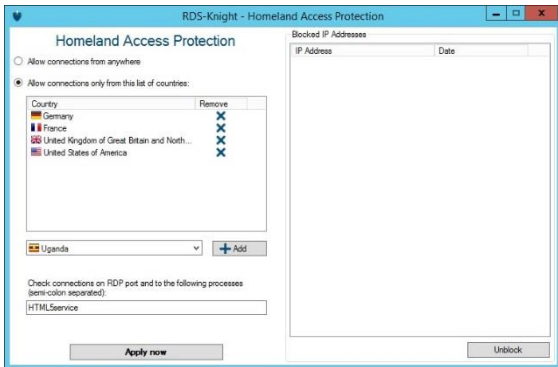 RDS-Knight - Homeland Access Protection
Homeland Access Protection
Allow connections from anywhere
Allow connections only from this list of countries:
Country Remove
Germany
France
United Kingdom of Great Britain and North...
United States of America
Uganda
Add
Check connections on RDP port and to the following processes
(semi-colon separated):
HTML5service
Apply now
Blocked IP Addresses
IP Address Date
Unblock